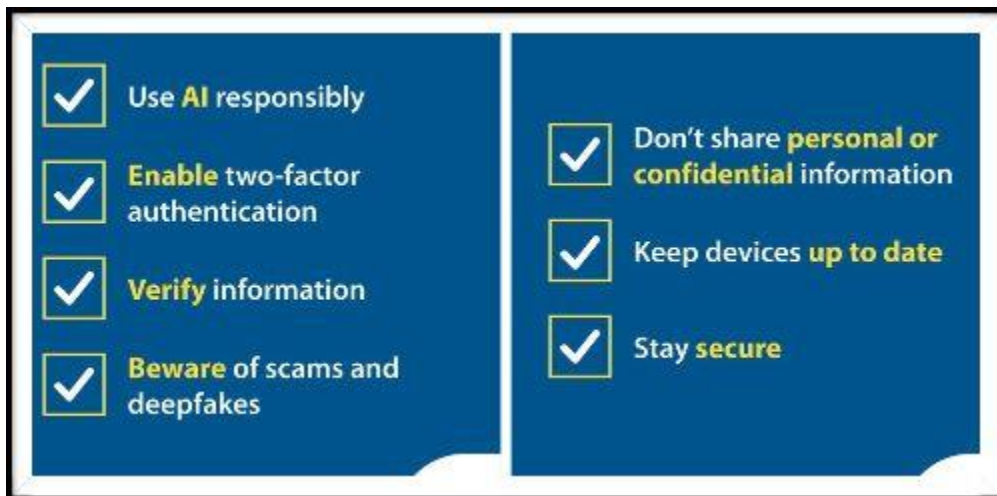 Use AI responsibly
Enable two-factor
authentication
Verify information
Beware of scams and
deepfakes
Don't share personal or
confidential information
Keep devices up to date
Stay secure